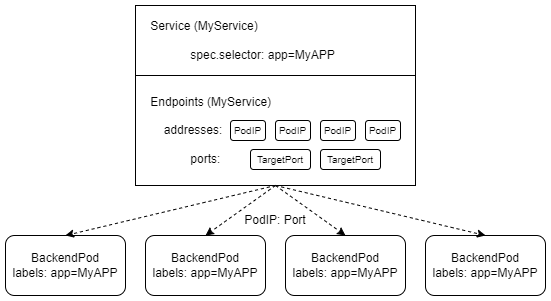 Service (MyService)
spec.selector: app=MyAPP
Endpoints (MyService)
addresses: PodIP PodIP PodIP PodIP
ports: TargetPort TargetPort
PodIP: Port
BackendPod
labels: app=MyAPP
BackendPod
labels: app=MyAPP
BackendPod
labels: app=MyAPP
BackendPod
labels: app=MyAPP